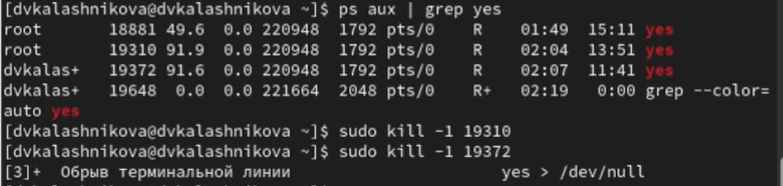 [dvkalashnikova@dvkalashnikova ~]$ ps aux | grep yes
root       18881 49.6  0.0 220948  1792 pts/0    R    01:49  15:11 yes
root       19310 91.9  0.0 220948  1792 pts/0    R    02:04  13:51 yes
dvkalas+   19372 91.6  0.0 220948  1792 pts/0    R    02:07  11:41 yes
dvkalas+   19648  0.0  0.0 221664  2048 pts/0    R+   02:19   0:00 grep --color=
auto yes
[dvkalashnikova@dvkalashnikova ~]$ sudo kill -1 19310
[dvkalashnikova@dvkalashnikova ~]$ sudo kill -1 19372
[3]+  Обрыв терминальной линии                     yes > /dev/null